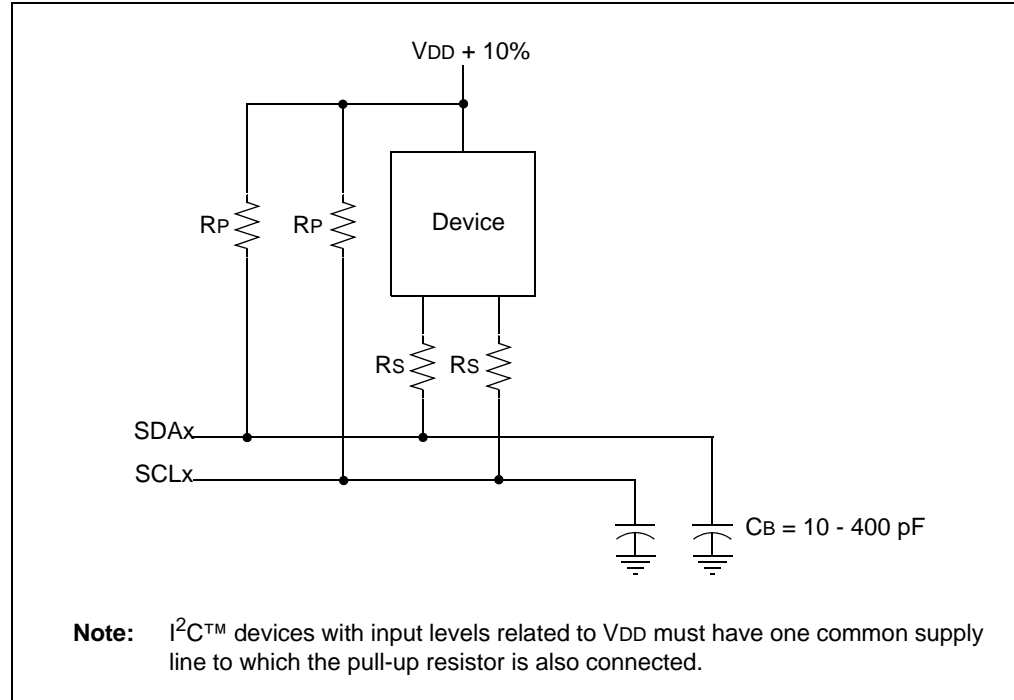 VDD + 10%
RP RP Device
RS RS
SDAx
SCLx
CB = 10 - 400 pF
Note: I²C™ devices with input levels related to VDD must have one common supply
line to which the pull-up resistor is also connected.